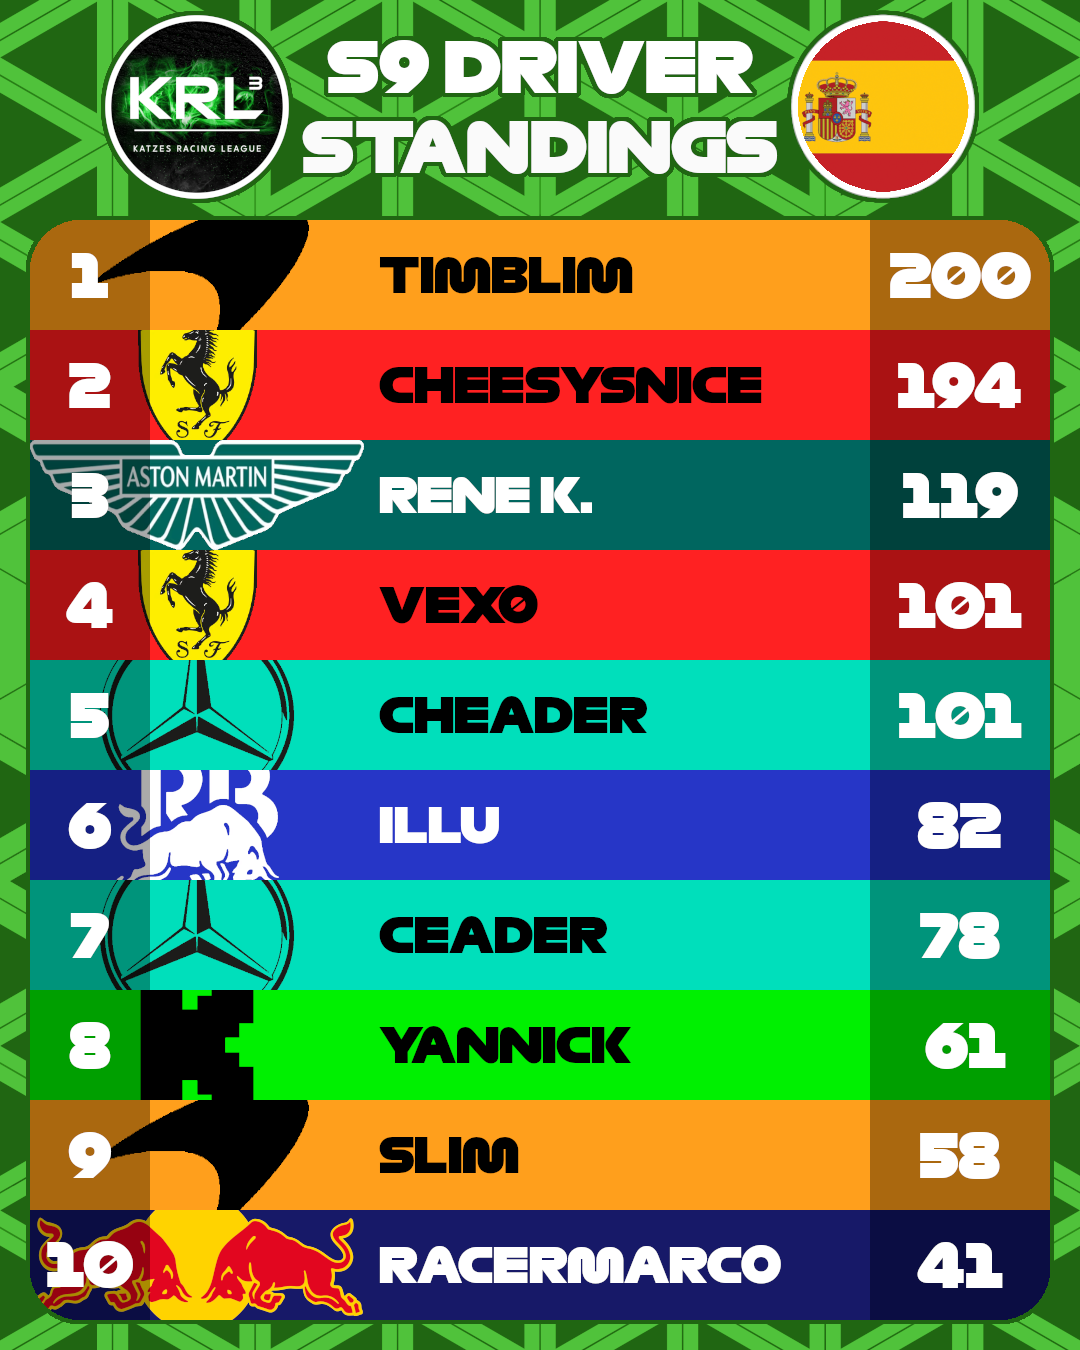 KRL3
KATZES RACING LEAGUE
S9 DRIVER
STANDINGS
1 TIMBLIM 200
2 S F CHEESYSNICE 194
3 ASTON MARTIN RENE K. 119
4 S F VEXO 101
5 CHEADER 101
6 RB ILLU 82
7 CEADER 78
8 K YANNICK 61
9 SLIM 58
10 RACERMARCO 41